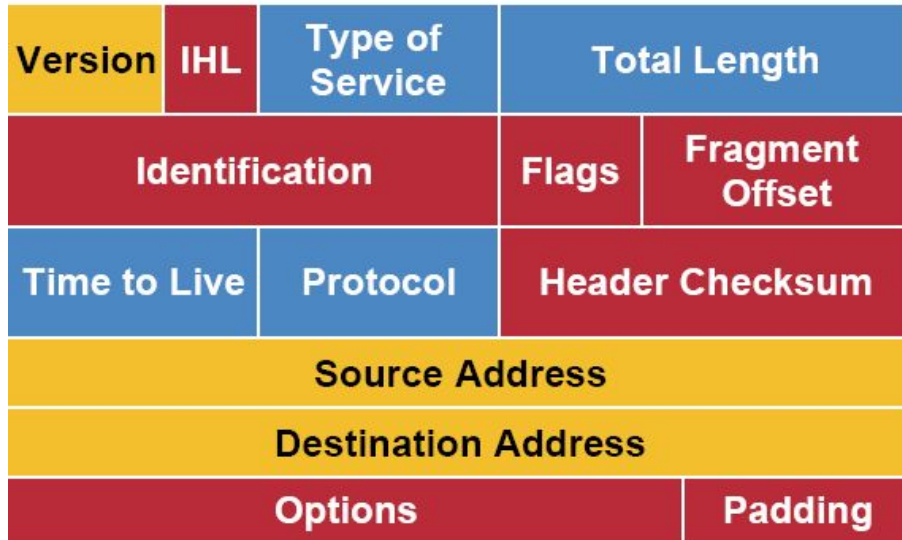 Version IHL Type of Service Total Length
Identification Flags Fragment Offset
Time to Live Protocol Header Checksum
Source Address
Destination Address
Options Padding